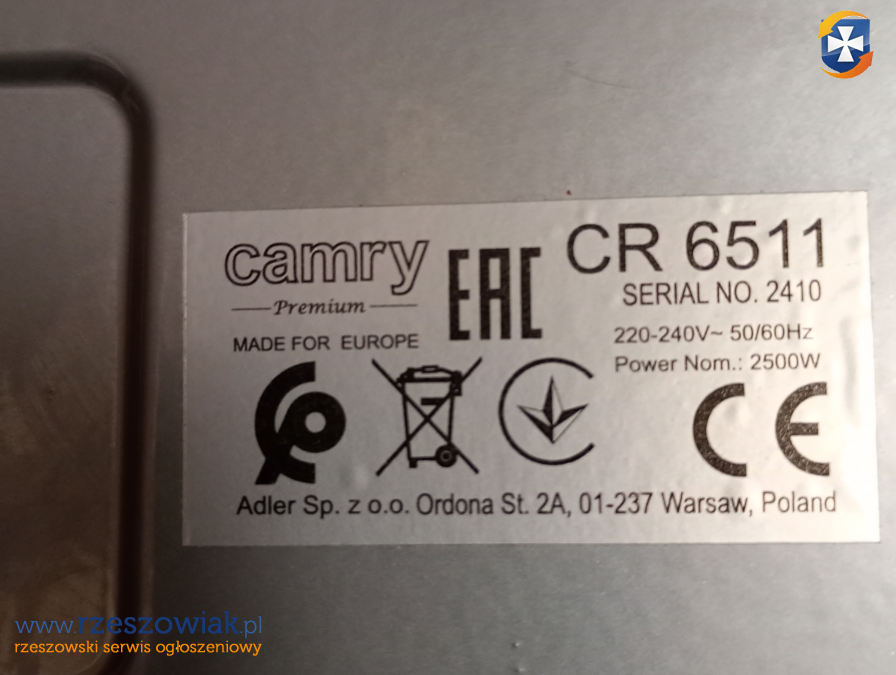 camry
Premium
MADE FOR EUROPE
EAC
CR 6511
SERIAL NO. 2410
220-240V~ 50/60Hz
Power Nom.: 2500W
CE
Adler Sp. z o.o. Ordona St. 2A, 01-237 Warsaw, Poland
www.rzeszowiak.pl
rzeszowski serwis ogłoszeniowy